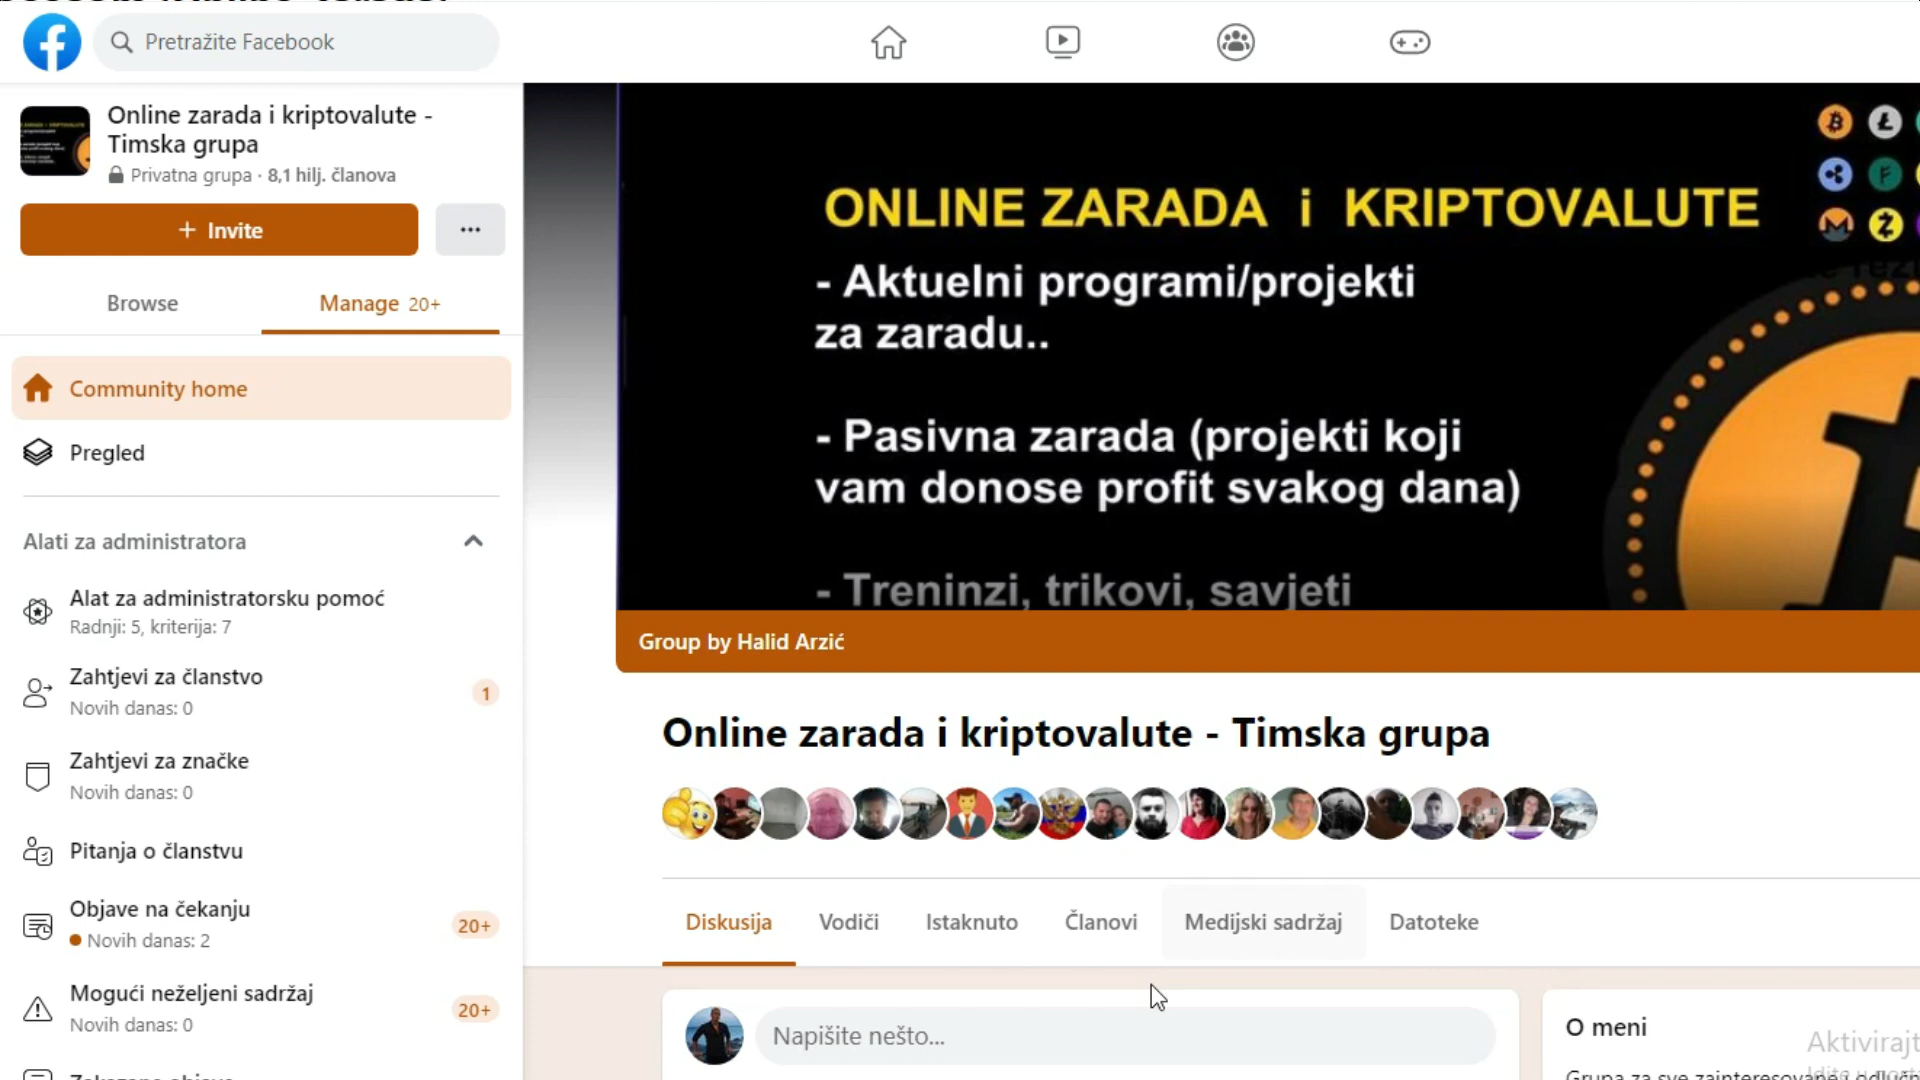 Pretražite Facebook
Online zarada i kriptovalute -
Timska grupa
Privatna grupa · 8,1 hilj. članova
+ Invite
Browse
Manage 20+
Community home
Pregled
Alati za administratora
Alat za administratorsku pomoć
Radnji: 5, kriterija: 7
Zahtjevi za članstvo
Novih danas: 0
1
Zahtjevi za značke
Novih danas: 0
Pitanja o članstvu
Objave na čekanju
Novih danas: 2
20+
Mogući neželjeni sadržaj
Novih danas: 0
20+
ONLINE ZARADA i KRIPTOVALUTE
- Aktuelni programi/projekti
za zaradu..
- Pasivna zarada (projekti koji
vam donose profit svakog dana)
- Treninzi, trikovi, savjeti
Group by Halid Arzić
Online zarada i kriptovalute - Timska grupa
Diskusija
Vodiči
Istaknuto
Članovi
Medijski sadržaj
Datoteke
Napišite nešto...
O meni
Grupa za sve
Aktivirajt